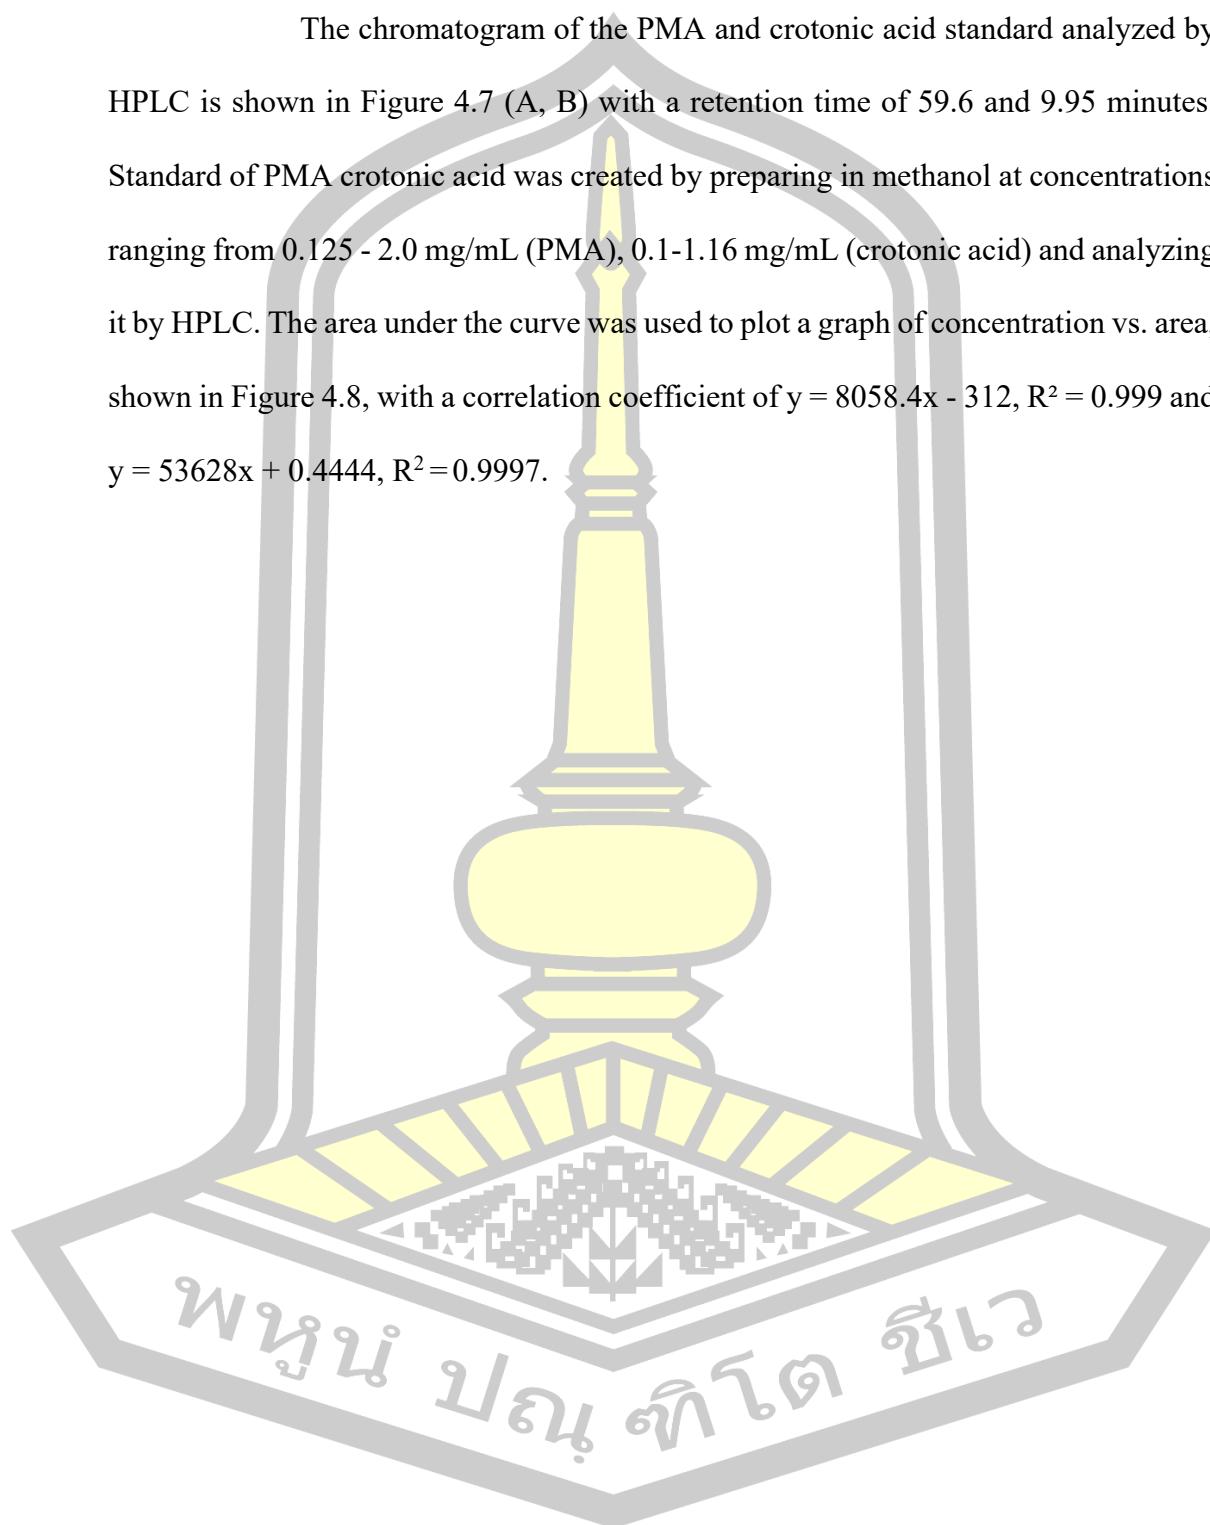 The chromatogram of the PMA and crotonic acid standard analyzed by
HPLC is shown in Figure 4.7 (A, B) with a retention time of 59.6 and 9.95 minutes
Standard of PMA crotonic acid was created by preparing in methanol at concentrations
ranging from 0.125 - 2.0 mg/mL (PMA), 0.1-1.16 mg/mL (crotonic acid) and analyzing
it by HPLC. The area under the curve was used to plot a graph of concentration vs. area,
shown in Figure 4.8, with a correlation coefficient of y = 8058.4x - 312, R² = 0.999 and
y = 53628x + 0.4444, R² = 0.9997.
พหูนํ ปณฺฑิโต ชีเว